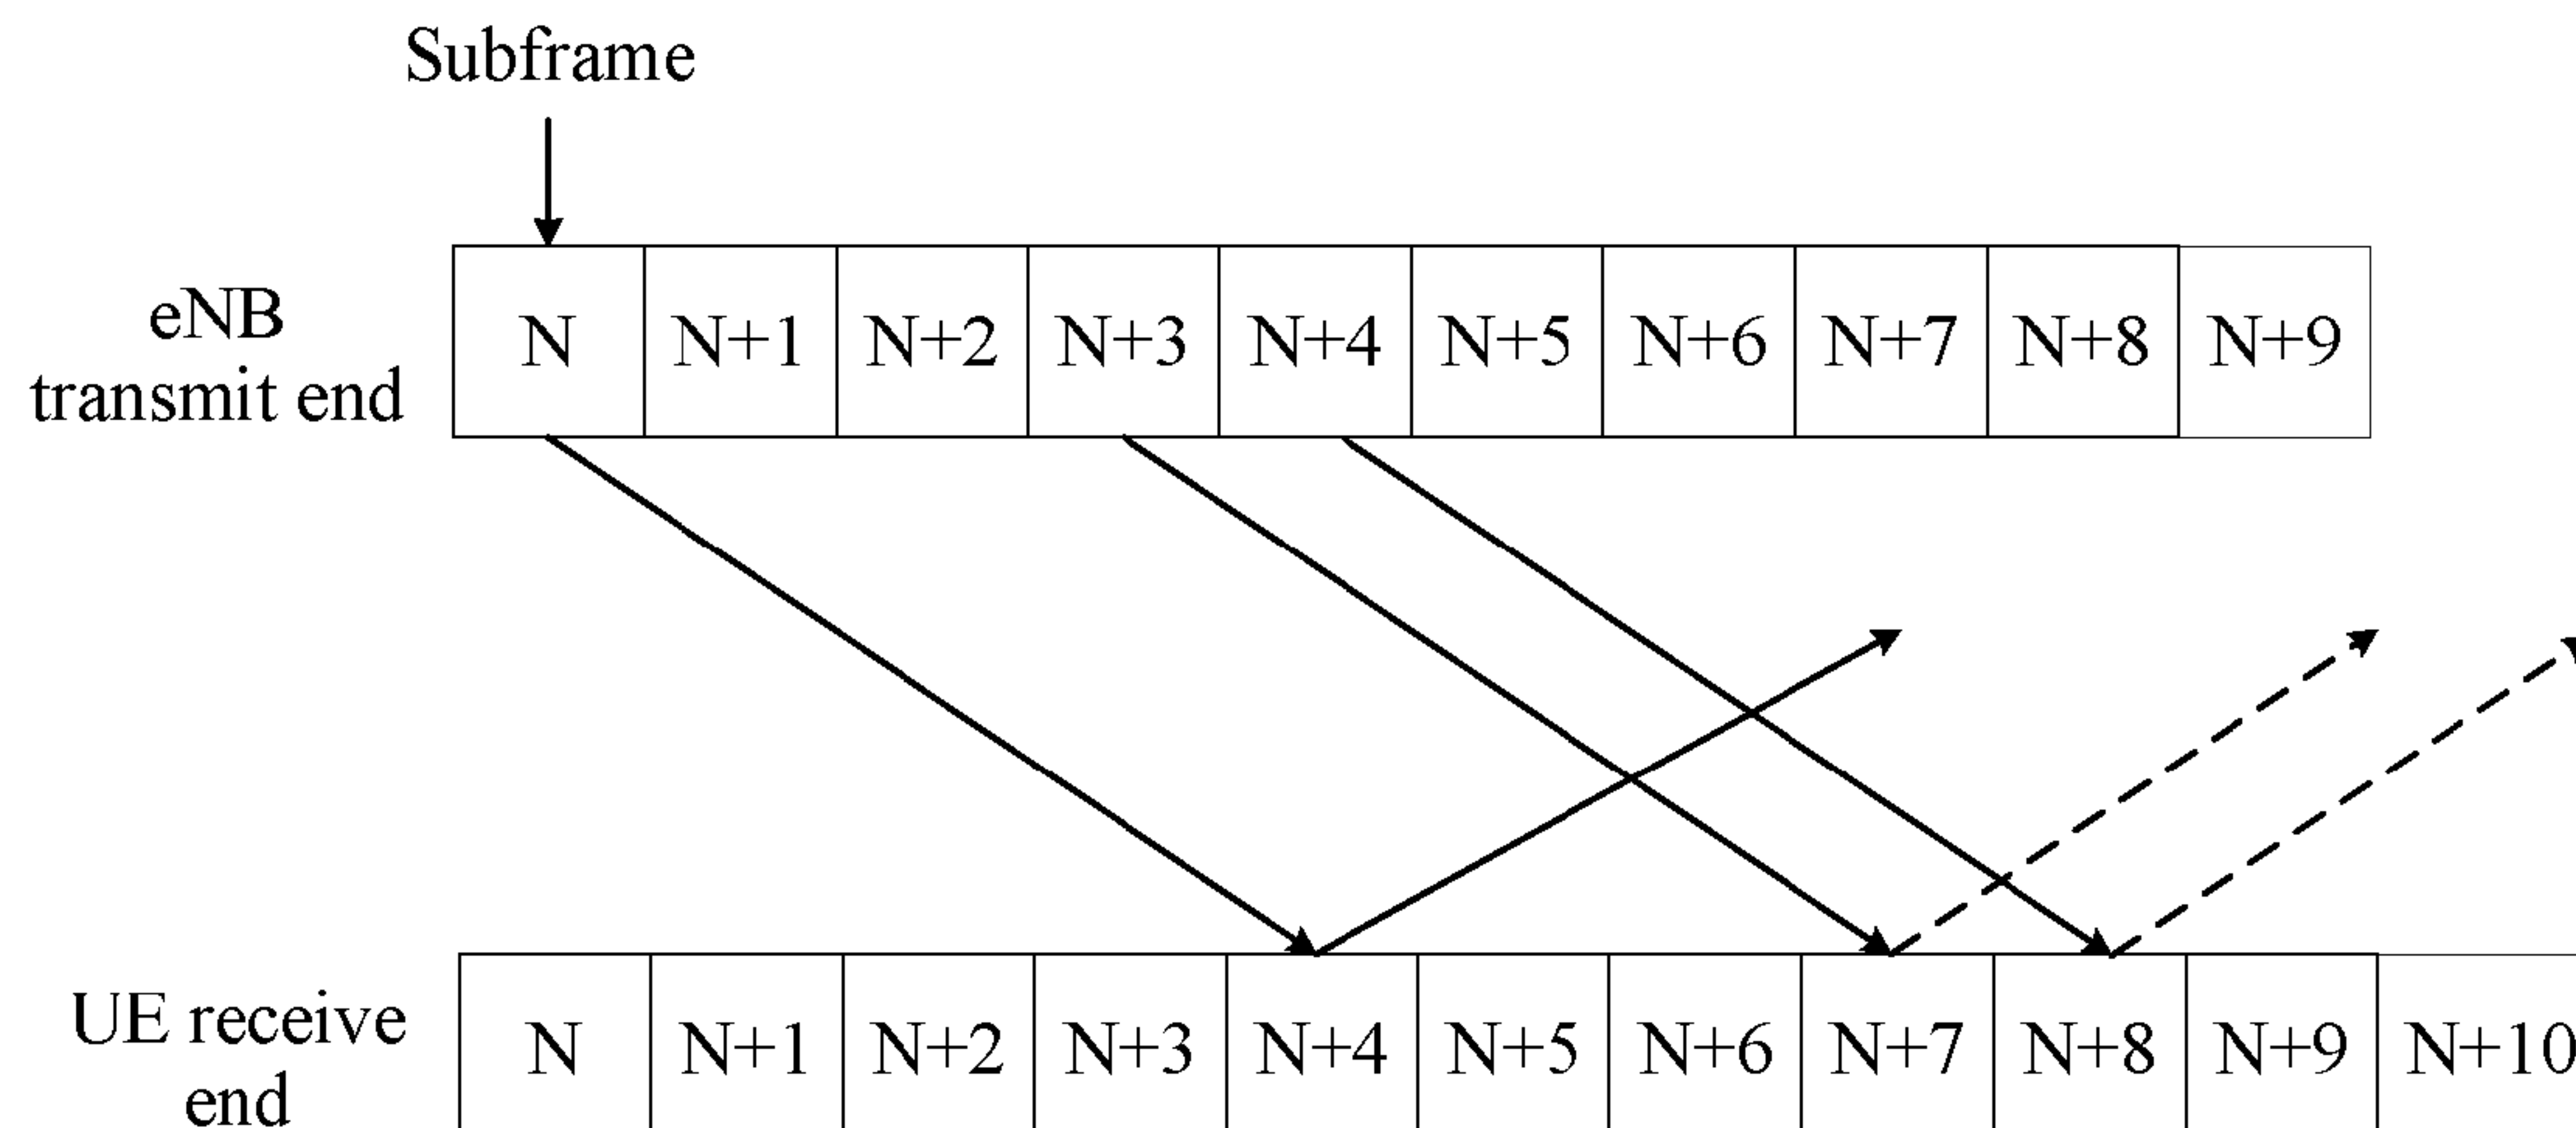 Subframe
eNB
transmit end
N N+1 N+2 N+3 N+4 N+5 N+6 N+7 N+8 N+9
UE receive
end
N N+1 N+2 N+3 N+4 N+5 N+6 N+7 N+8 N+9 N+10